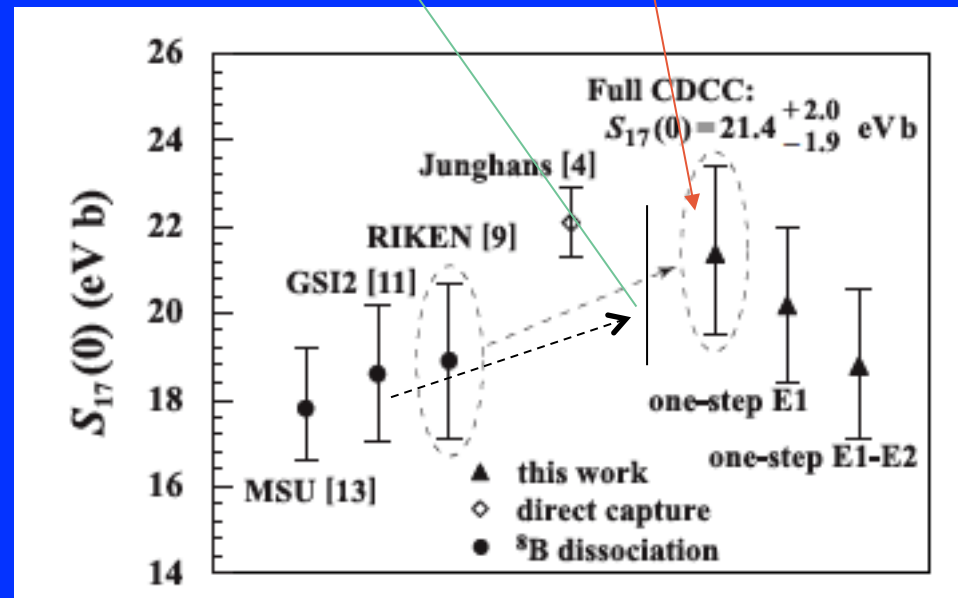 26
24
22
20
18
16
14
S₁₇(0) (eV b)
Full CDCC:
S₁₇(0)=21.4 +2.0 −1.9 eV b
Junghans [4]
RIKEN [9]
GSI2 [11]
MSU [13]
one-step E1
one-step E1-E2
this work
direct capture
⁸B dissociation